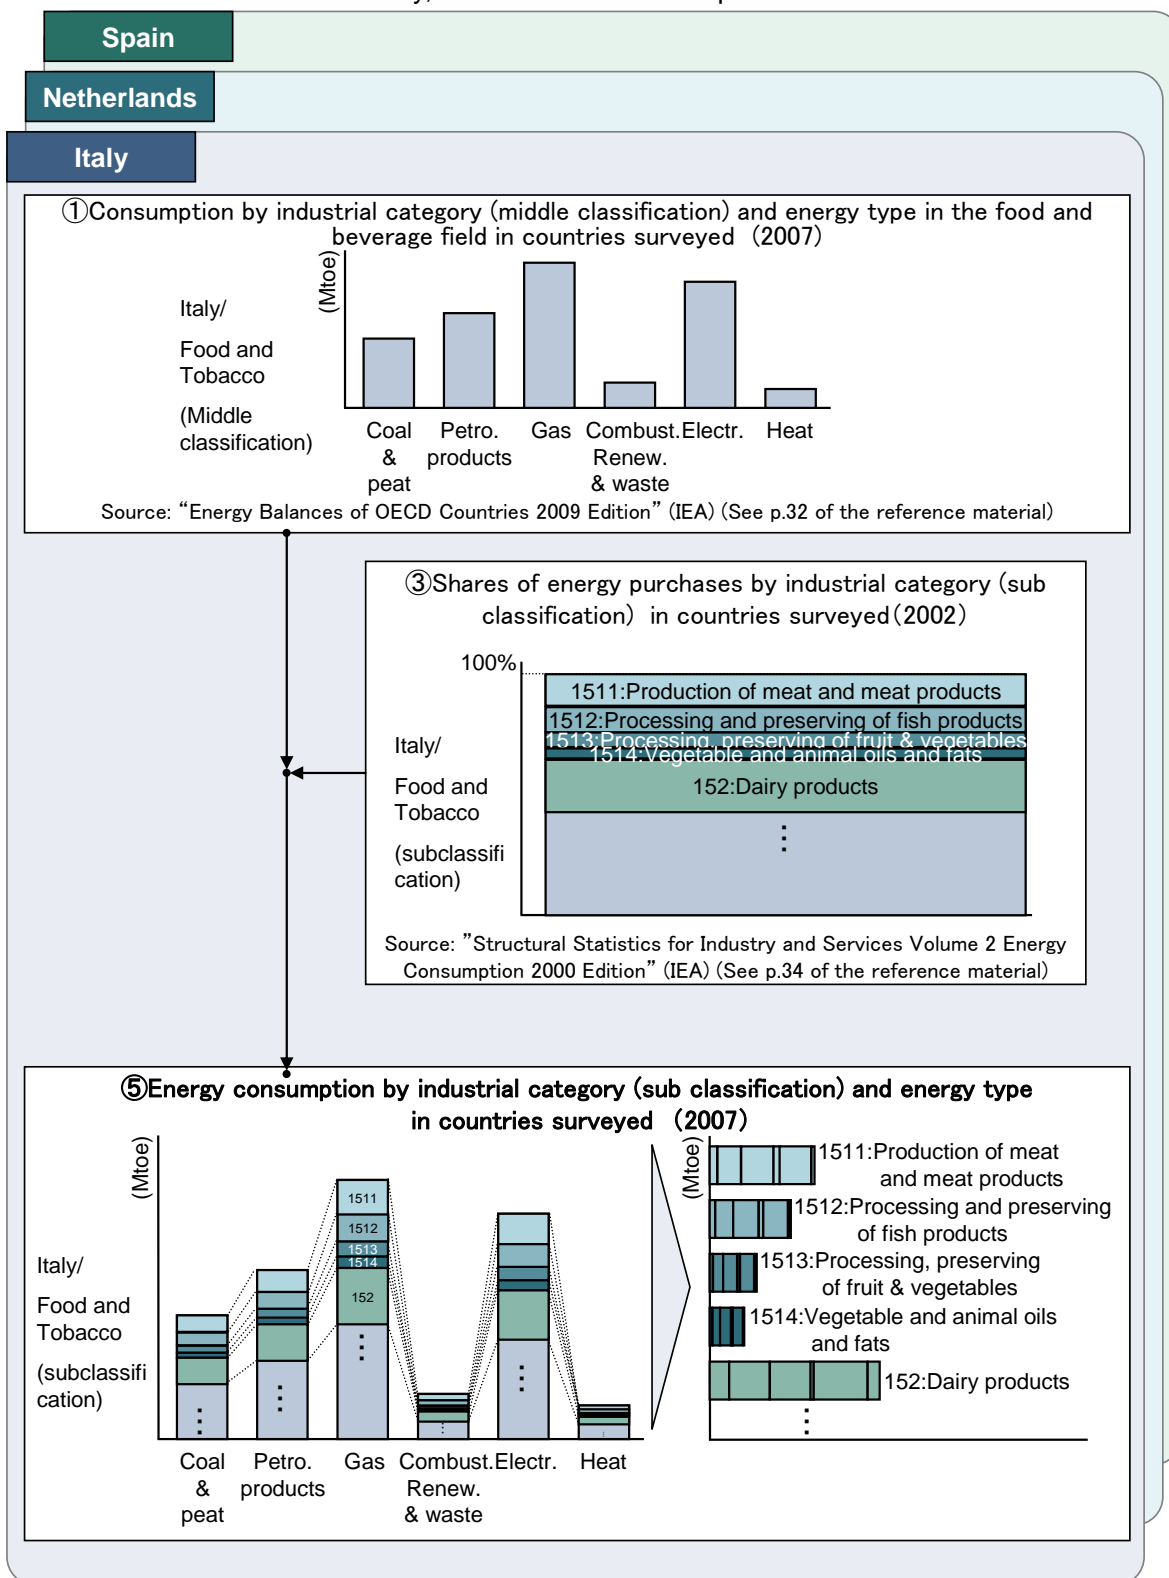 Spain
Netherlands
Italy
①Consumption by industrial category (middle classification) and energy type in the food and
beverage field in countries surveyed (2007)
(Mtoe)
Italy/
Food and
Tobacco
(Middle
classification)
Coal
&
peat
Petro.
products
Gas
Combust.
Renew.
& waste
Electr.
Heat
Source: “Energy Balances of OECD Countries 2009 Edition” (IEA) (See p.32 of the reference material)
③Shares of energy purchases by industrial category (sub
classification) in countries surveyed(2002)
100%
1511:Production of meat and meat products
1512:Processing and preserving of fish products
1513:Processing, preserving of fruit & vegetables
1514:Vegetable and animal oils and fats
152:Dairy products
⋮
Italy/
Food and
Tobacco
(subclassifi
cation)
Source: ”Structural Statistics for Industry and Services Volume 2 Energy
Consumption 2000 Edition” (IEA) (See p.34 of the reference material)
⑤Energy consumption by industrial category (sub classification) and energy type
in countries surveyed (2007)
(Mtoe)
Italy/
Food and
Tobacco
(subclassifi
cation)
1511
1512
1513
1514
152
Coal
&
peat
Petro.
products
Gas
Combust.
Renew.
& waste
Electr.
Heat
(Mtoe)
1511:Production of meat
and meat products
1512:Processing and preserving
of fish products
1513:Processing, preserving
of fruit & vegetables
1514:Vegetable and animal oils
and fats
152:Dairy products
⋮